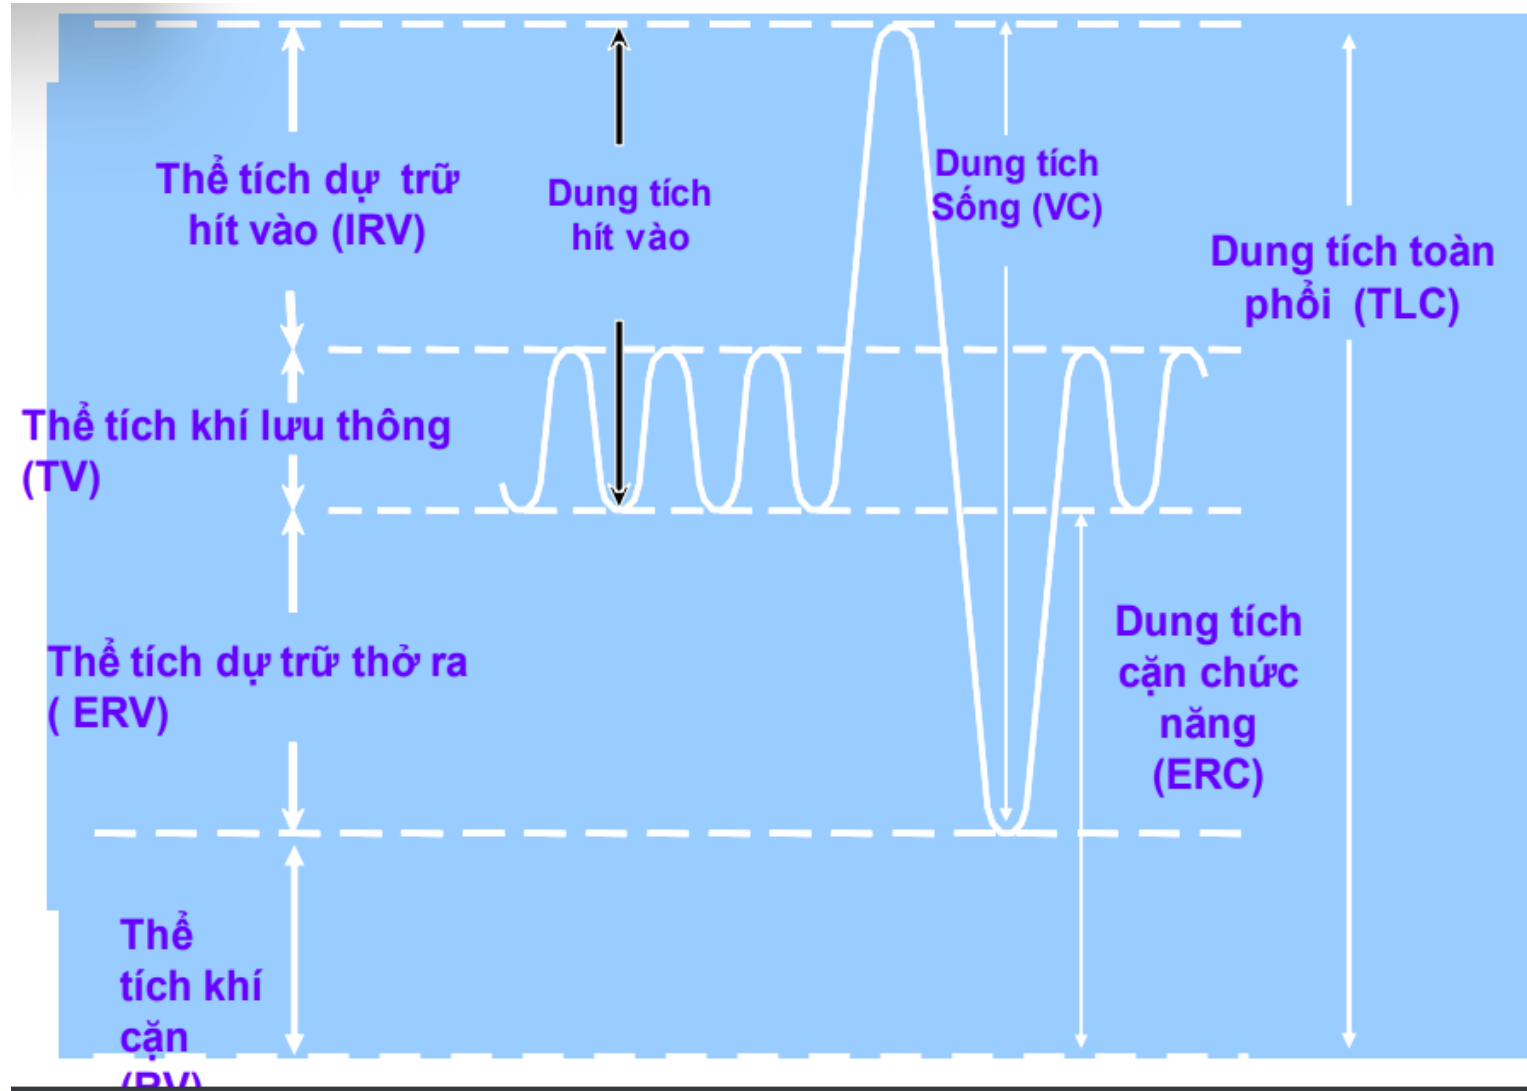 Thể tích dự trữ
hít vào (IRV)
Dung tích
hít vào
Dung tích
Sống (VC)
Dung tích toàn
phổi (TLC)
Thể tích khí lưu thông
(TV)
Thể tích dự trữ thở ra
( ERV)
Dung tích
cặn chức
năng
(ERC)
Thể
tích khí
cặn
(RV)